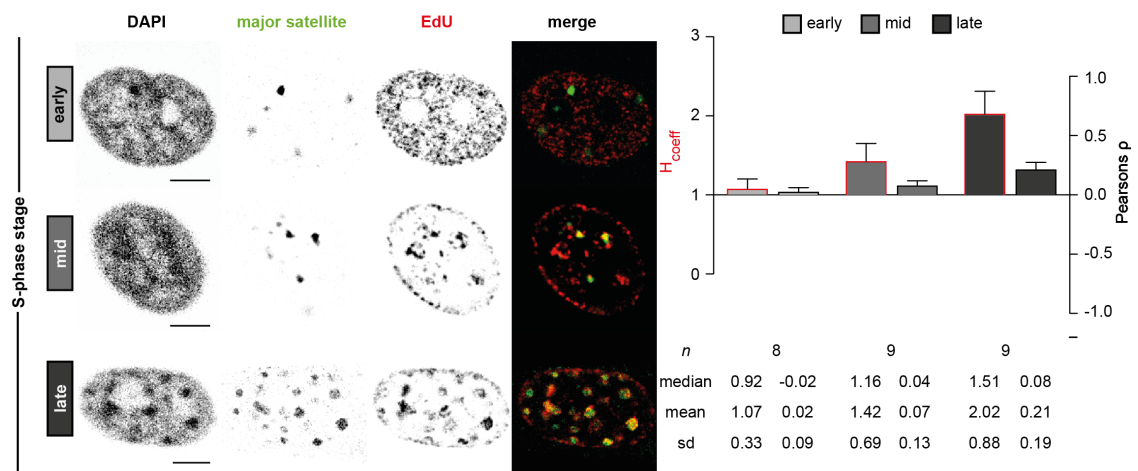 DAPI major satellite EdU merge
early mid late
S-phase stage
early
mid
late
H coeff
3
2
1
0
Pearsons ρ
1.0
0.5
0.0
-0.5
-1.0
n 8 9 9
median 0.92 -0.02 1.16 0.04 1.51 0.08
mean 1.07 0.02 1.42 0.07 2.02 0.21
sd 0.33 0.09 0.69 0.13 0.88 0.19